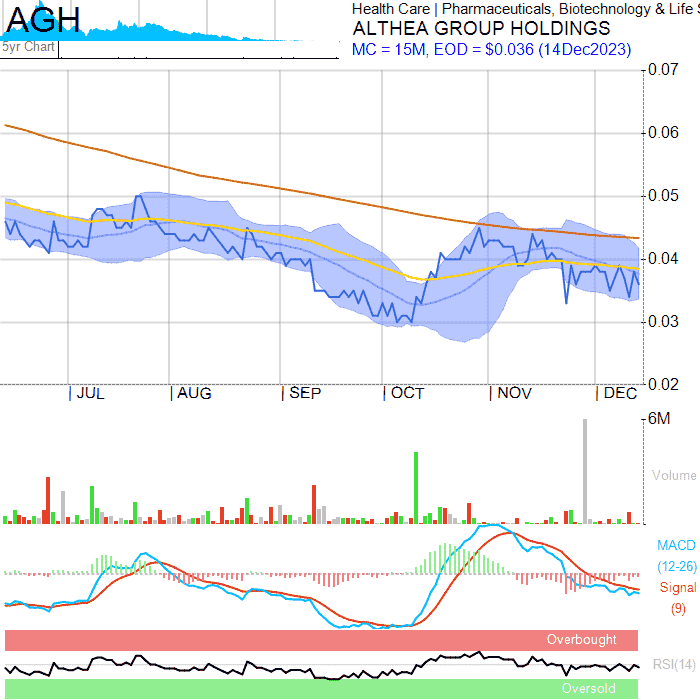 AGH
5yr Chart
Health Care | Pharmaceuticals, Biotechnology & Life S
ALTHEA GROUP HOLDINGS
MC = 15M, EOD = $0.036 (14Dec2023)
0.07
0.06
0.05
0.04
0.03
0.02
| JUL | AUG | SEP | OCT | NOV | DEC
6M
Volume
MACD
(12-26)
Signal
(9)
Overbought
RSI(14)
Oversold